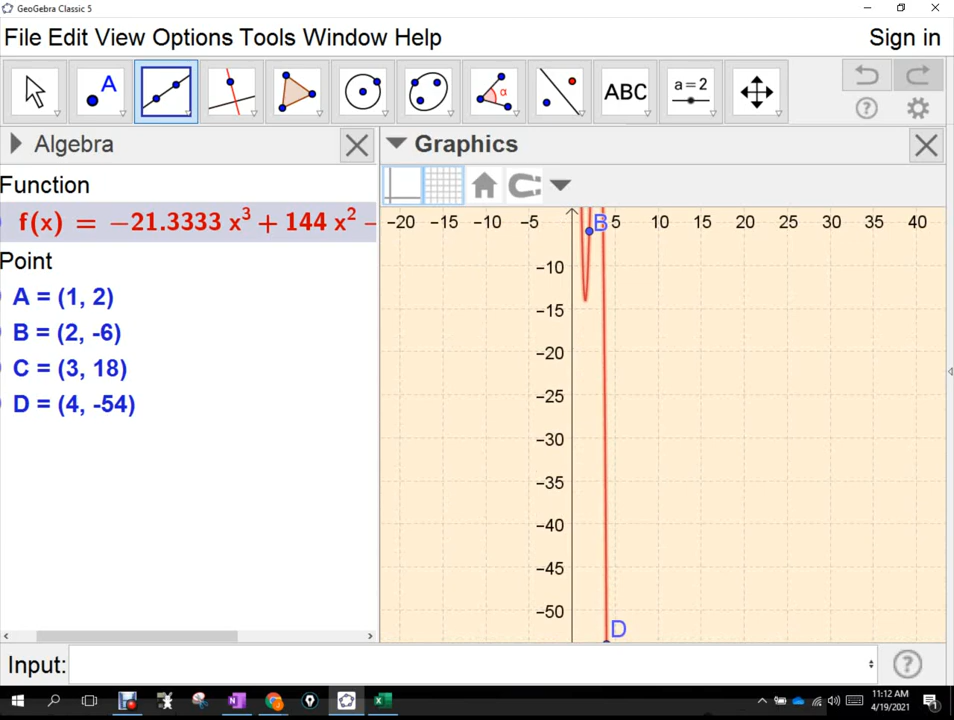 GeoGebra Classic 5
File Edit View Options Tools Window Help
Sign in
A
α
ABC
a=2
Algebra
Graphics
Function
f(x) = −21.3333 x³ + 144 x² −
Point
A = (1, 2)
B = (2, -6)
C = (3, 18)
D = (4, -54)
-20 -15 -10 -5 5 10 15 20 25 30 35 40
B
-10
-15
-20
-25
-30
-35
-40
-45
-50
D
Input:
11:12 AM
4/19/2021